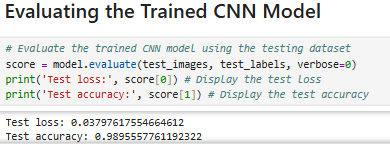 Evaluating the Trained CNN Model
# Evaluate the trained CNN model using the testing dataset
score = model.evaluate(test_images, test_labels, verbose=0)
print('Test loss:', score[0]) # Display the test loss
print('Test accuracy:', score[1]) # Display the test accuracy
Test loss: 0.03797617554664612
Test accuracy: 0.9895557761192322